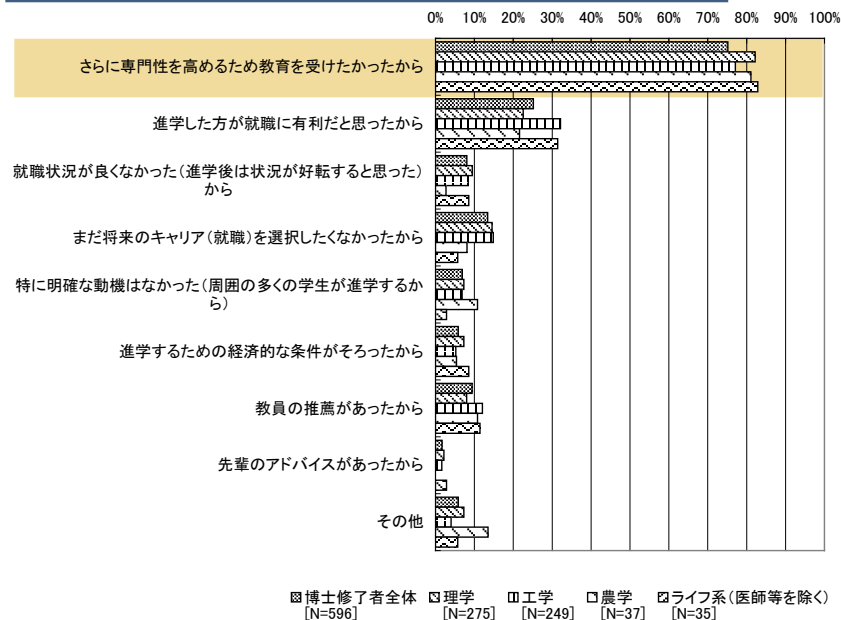 0% 10% 20% 30% 40% 50% 60% 70% 80% 90% 100%
さらに専門性を高めるため教育を受けたかったから
進学した方が就職に有利だと思ったから
就職状況が良くなかった(進学後は状況が好転すると思った)
から
まだ将来のキャリア(就職)を選択したくなかったから
特に明確な動機はなかった(周囲の多くの学生が進学するか
ら)
進学するための経済的な条件がそろったから
教員の推薦があったから
先輩のアドバイスがあったから
その他
博士修了者全体 理学 工学 農学 ライフ系(医師等を除く)
[N=596] [N=275] [N=249] [N=37] [N=35]